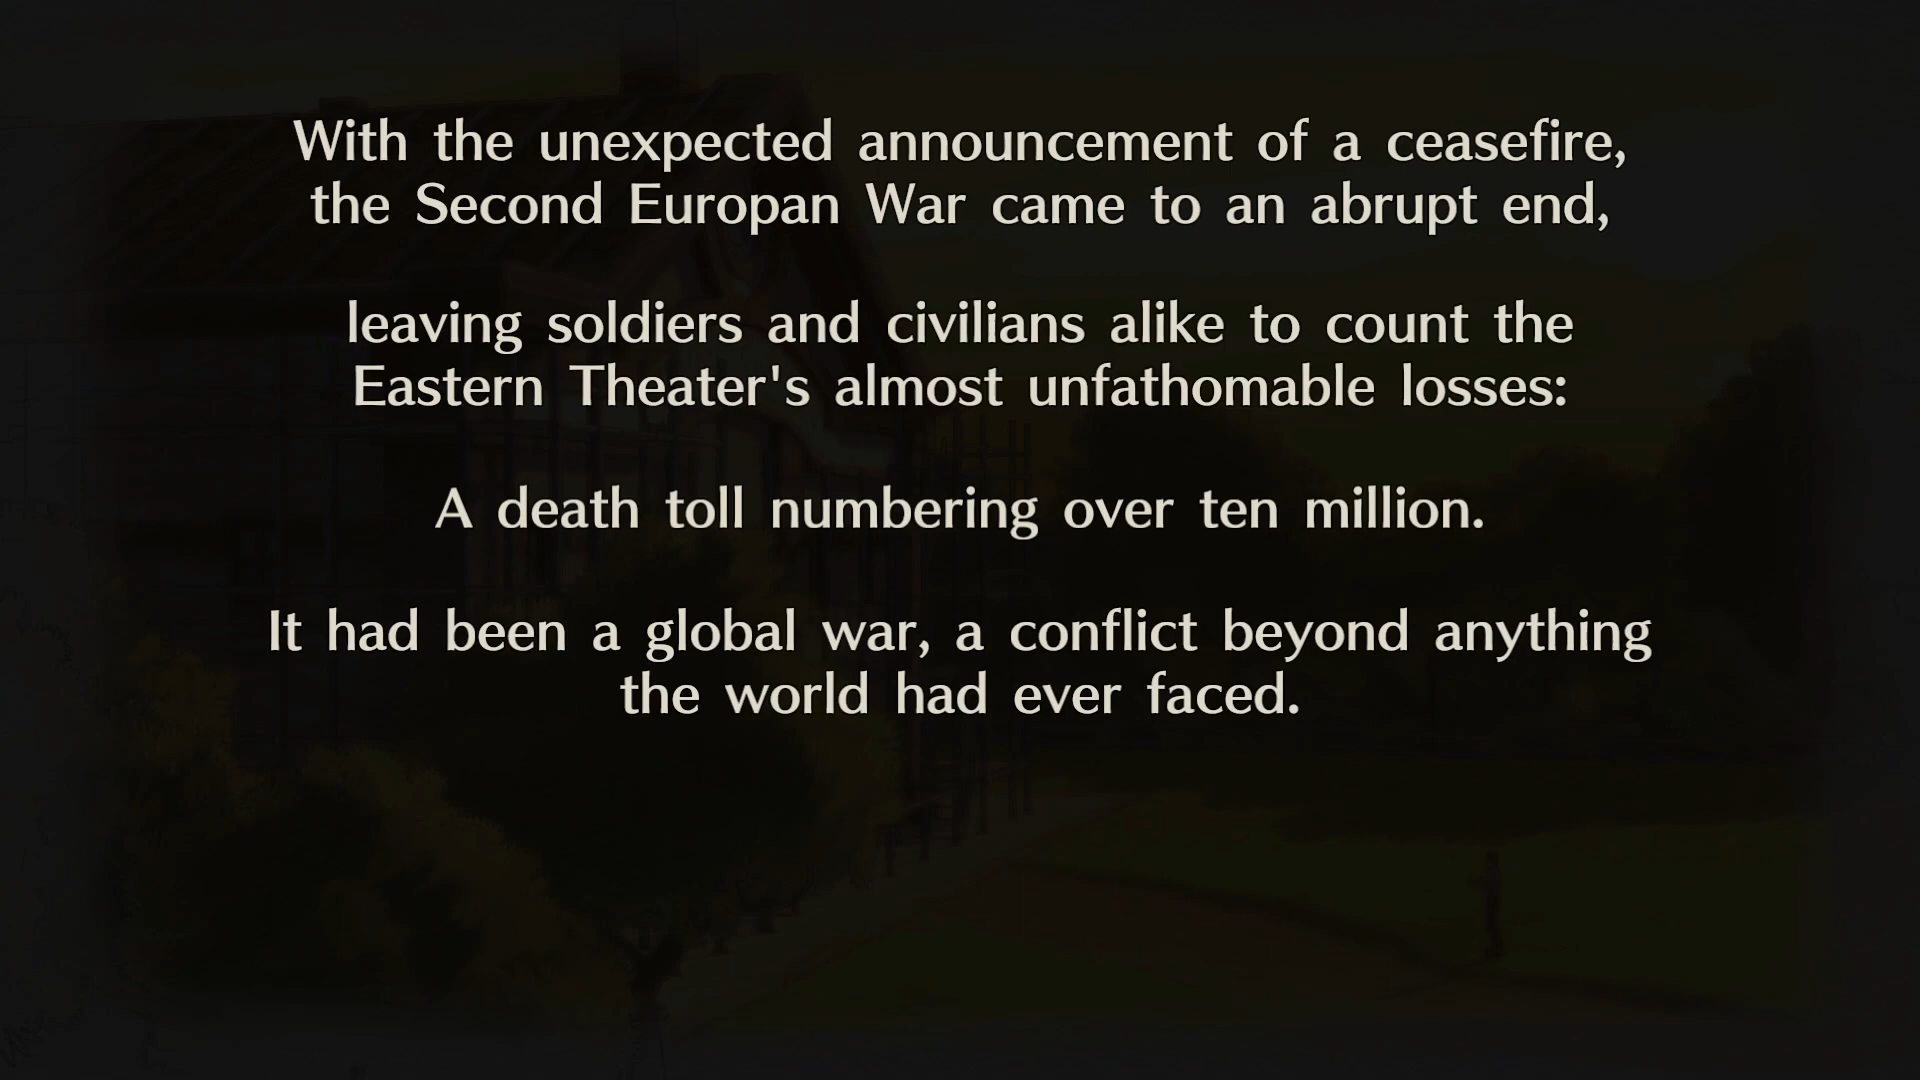 With the unexpected announcement of a ceasefire,
the Second Europan War came to an abrupt end,
leaving soldiers and civilians alike to count the
Eastern Theater's almost unfathomable losses:
A death toll numbering over ten million.
It had been a global war, a conflict beyond anything
the world had ever faced.